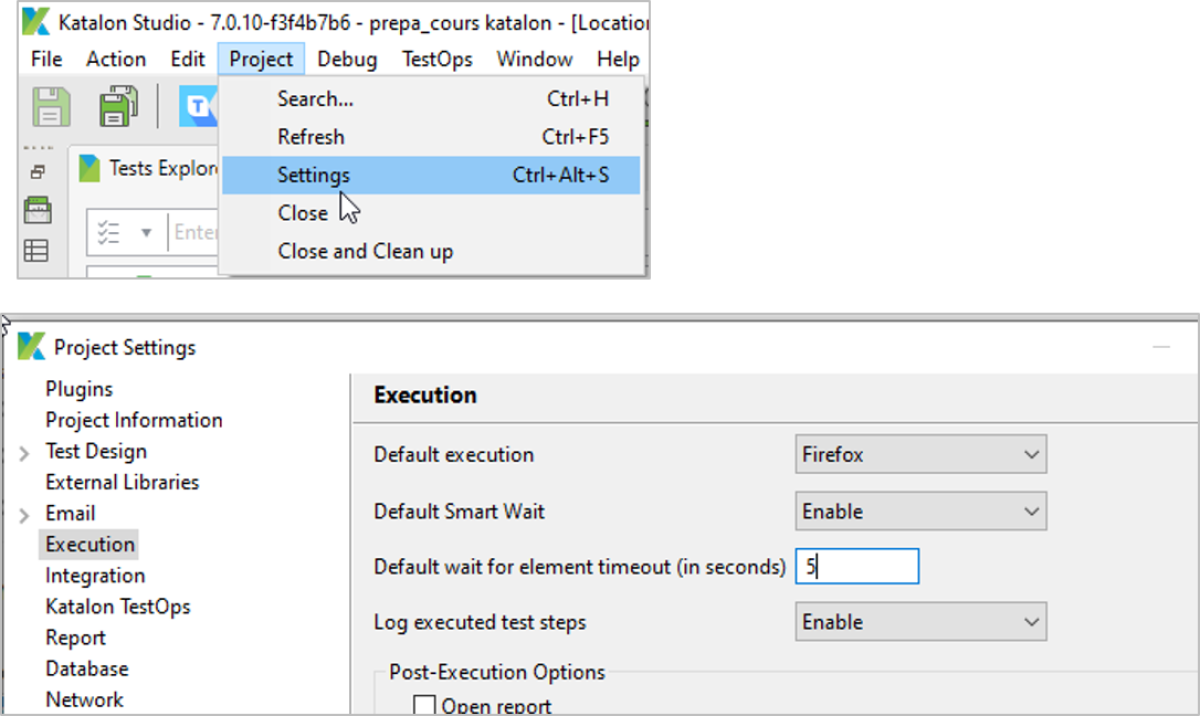 Katalon Studio - 7.0.10-f3f4b7b6 - prepa_cours katalon - [Location
File Action Edit Project Debug TestOps Window Help
Search... Ctrl+H
Refresh Ctrl+F5
Tests Explore
Settings Ctrl+Alt+S
Close
Enter
Close and Clean up
Project Settings
Plugins
Project Information
Test Design
External Libraries
Email
Execution
Integration
Katalon TestOps
Report
Database
Network
Execution
Default execution Firefox
Default Smart Wait Enable
Default wait for element timeout (in seconds) 5
Log executed test steps Enable
Post-Execution Options
Open report